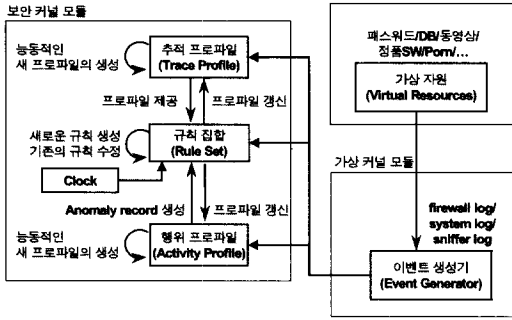 보안 커널 모듈
능동적인
새 프로파일의 생성
추적 프로파일
(Trace Profile)
프로파일 제공
프로파일 갱신
새로운 규칙 생성
기존의 규칙 수정
규칙 집합
(Rule Set)
Clock
Anomaly record 생성
프로파일 갱신
능동적인
새 프로파일의 생성
행위 프로파일
(Activity Profile)
패스워드/DB/동영상/
정품SW/Porn/...
가상 자원
(Virtual Resources)
가상 커널 모듈
firewall log/
system log/
sniffer log
이벤트 생성기
(Event Generator)